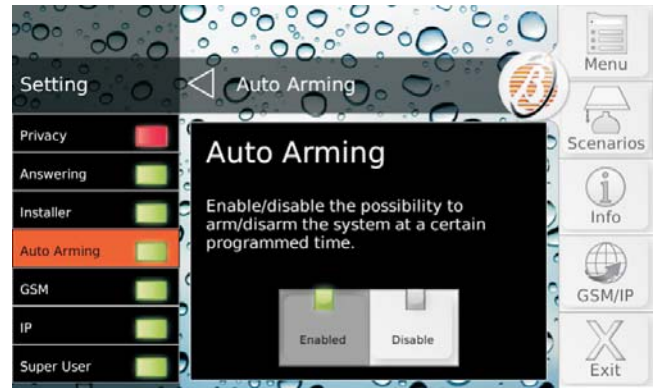 Setting
Auto Arming
Privacy
Answering
Installer
Auto Arming
GSM
IP
Super User
Auto Arming
Enable/disable the possibility to
arm/disarm the system at a certain
programmed time.
Enabled
Disable
B
Menu
Scenarios
Info
GSM/IP
Exit